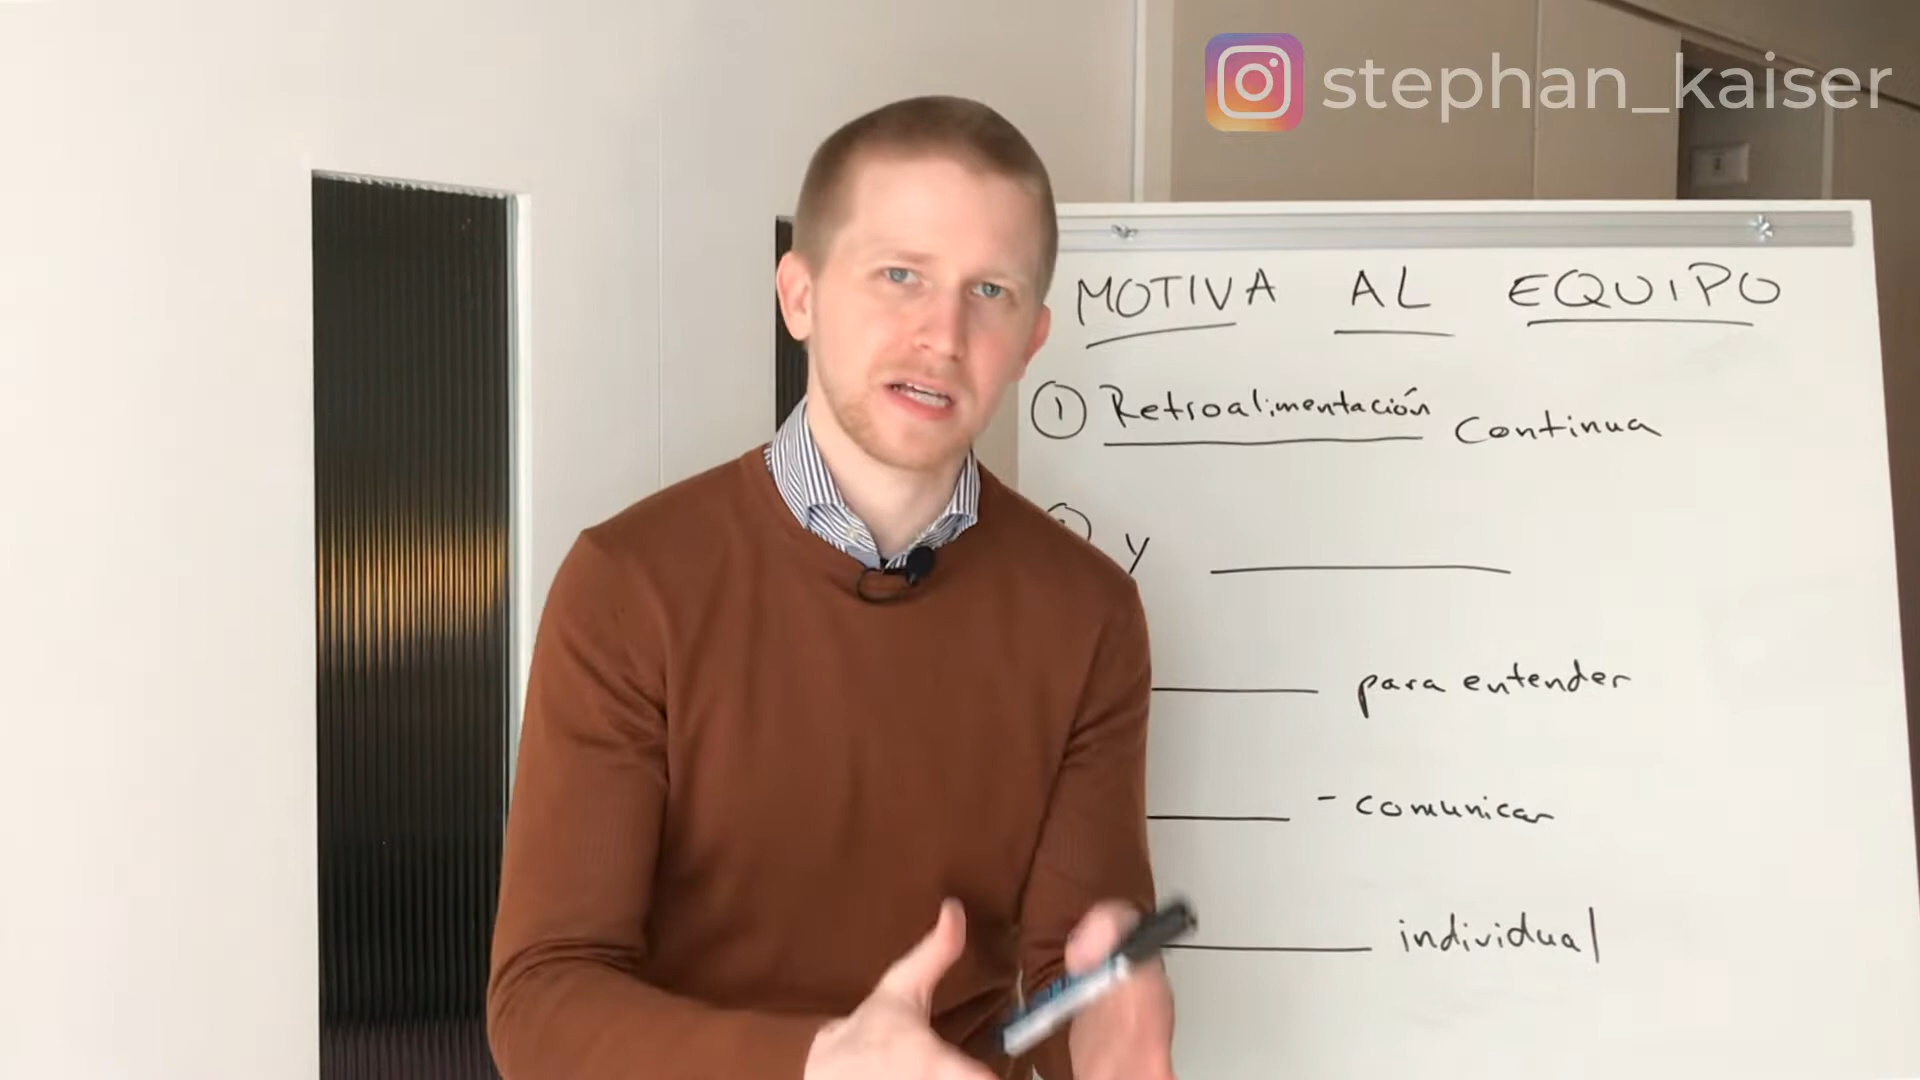 stephan_kaiser
MOTIVA AL EQUIPO
1 Retroalimentación Continua
y
para entender
- comunicar
individual